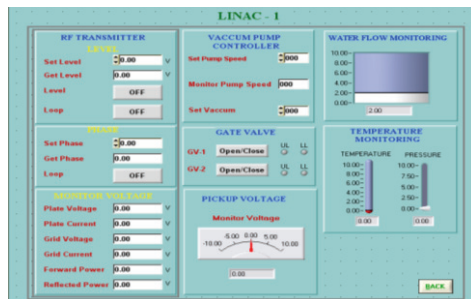 LINAC - 1
RF TRANSMITTER
LEVEL
Set Level 0.00 V
Get Level 0.00 V
Level OFF
Loop OFF
PHASE
Set Phase 0.00
Get Phase 0.00
Loop OFF
MONITOR VOLTAGE
Plate Voltage 0.00 V
Plate Current 0.00 V
Grid Voltage 0.00 V
Grid Current 0.00 V
Forward Power 0.00 V
Reflected Power 0.00 V
VACCUM PUMP
CONTROLLER
Set Pump Speed 000
Monitor Pump Speed 000
Set Vaccum 000
GATE VALVE
UL LL
GV-1 Open/Close
UL LL
GV-2 Open/Close
PICKUP VOLTAGE
Monitor Voltage
-5.00 0.00 5.00
-10.00 10.00
0.00
WATER FLOW MONITORING
10.00
8.00
6.00
4.00
2.00
0.00
2.00
TEMPERATURE
MONITORING
TEMPERATURE PRESSURE
10.00 10.00
8.00 7.50
6.00 5.00
4.00 2.50
2.00 0.00
0.00
0.00 0.00
BACK